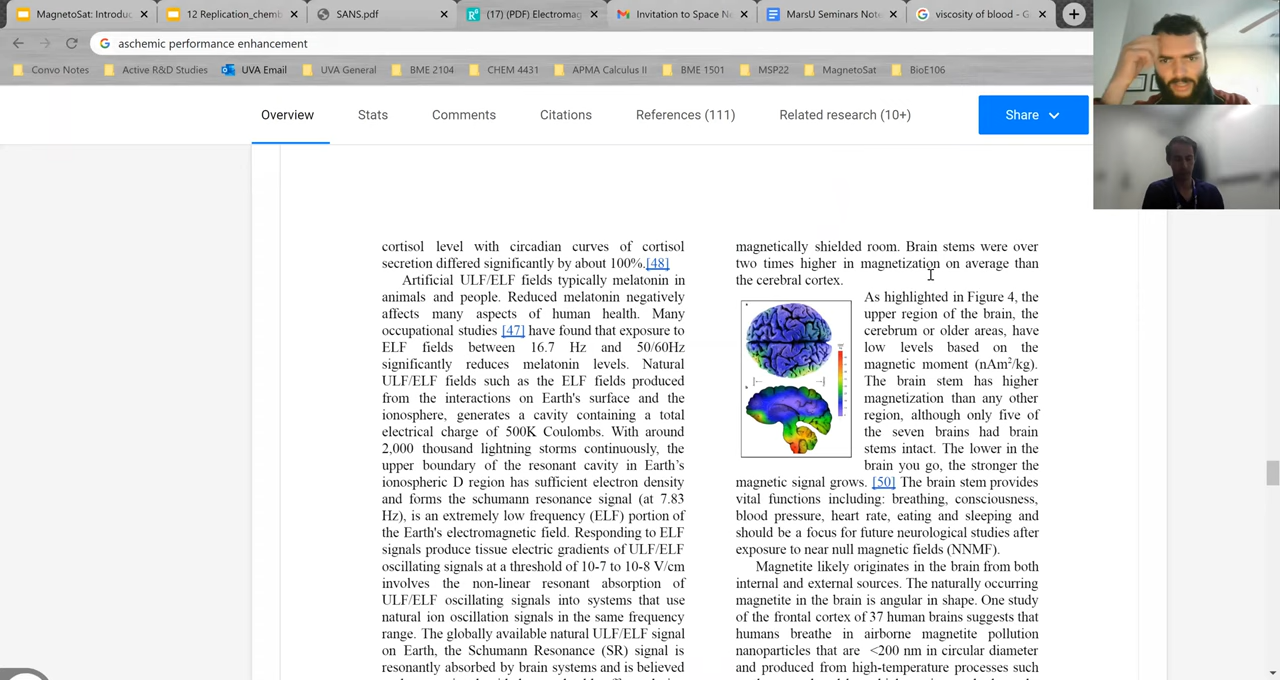 MagnetoSat: Introduc
12 Replication_chemb
SANS.pdf
(17) (PDF) Electromag
Invitation to Space N
MarsU Seminars Note
viscosity of blood - G
aschemic performance enhancement
Convo Notes
Active R&D Studies
UVA Email
UVA General
BME 2104
CHEM 4431
APMA Calculus II
BME 1501
MSP22
MagnetoSat
BioE106
Overview
Stats
Comments
Citations
References (111)
Related research (10+)
Share
cortisol level with circadian curves of cortisol
secretion differed significantly by about 100%.[48]
Artificial ULF/ELF fields typically melatonin in
animals and people. Reduced melatonin negatively
affects many aspects of human health. Many
occupational studies [47] have found that exposure to
ELF fields between 16.7 Hz and 50/60Hz
significantly reduces melatonin levels. Natural
ULF/ELF fields such as the ELF fields produced
from the interactions on Earth's surface and the
ionosphere, generates a cavity containing a total
electrical charge of 500K Coulombs. With around
2,000 thousand lightning storms continuously, the
upper boundary of the resonant cavity in Earth's
ionospheric D region has sufficient electron density
and forms the schumann resonance signal (at 7.83
Hz), is an extremely low frequency (ELF) portion of
the Earth's electromagnetic field. Responding to ELF
signals produce tissue electric gradients of ULF/ELF
oscillating signals at a threshold of 10-7 to 10-8 V/cm
involves the non-linear resonant absorption of
ULF/ELF oscillating signals into systems that use
natural ion oscillation signals in the same frequency
range. The globally available natural ULF/ELF signal
on Earth, the Schumann Resonance (SR) signal is
resonantly absorbed by brain systems and is believed
magnetically shielded room. Brain stems were over
two times higher in magnetization on average than
the cerebral cortex.
As highlighted in Figure 4, the
upper region of the brain, the
cerebrum or older areas, have
low levels based on the
magnetic moment (nAm²/kg).
The brain stem has higher
magnetization than any other
region, although only five of
the seven brains had brain
stems intact. The lower in the
brain you go, the stronger the
magnetic signal grows. [50] The brain stem provides
vital functions including: breathing, consciousness,
blood pressure, heart rate, eating and sleeping and
should be a focus for future neurological studies after
exposure to near null magnetic fields (NNMF).
Magnetite likely originates in the brain from both
internal and external sources. The naturally occurring
magnetite in the brain is angular in shape. One study
of the frontal cortex of 37 human brains suggests that
humans breathe in airborne magnetite pollution
nanoparticles that are <200 nm in circular diameter
and produced from high-temperature processes such